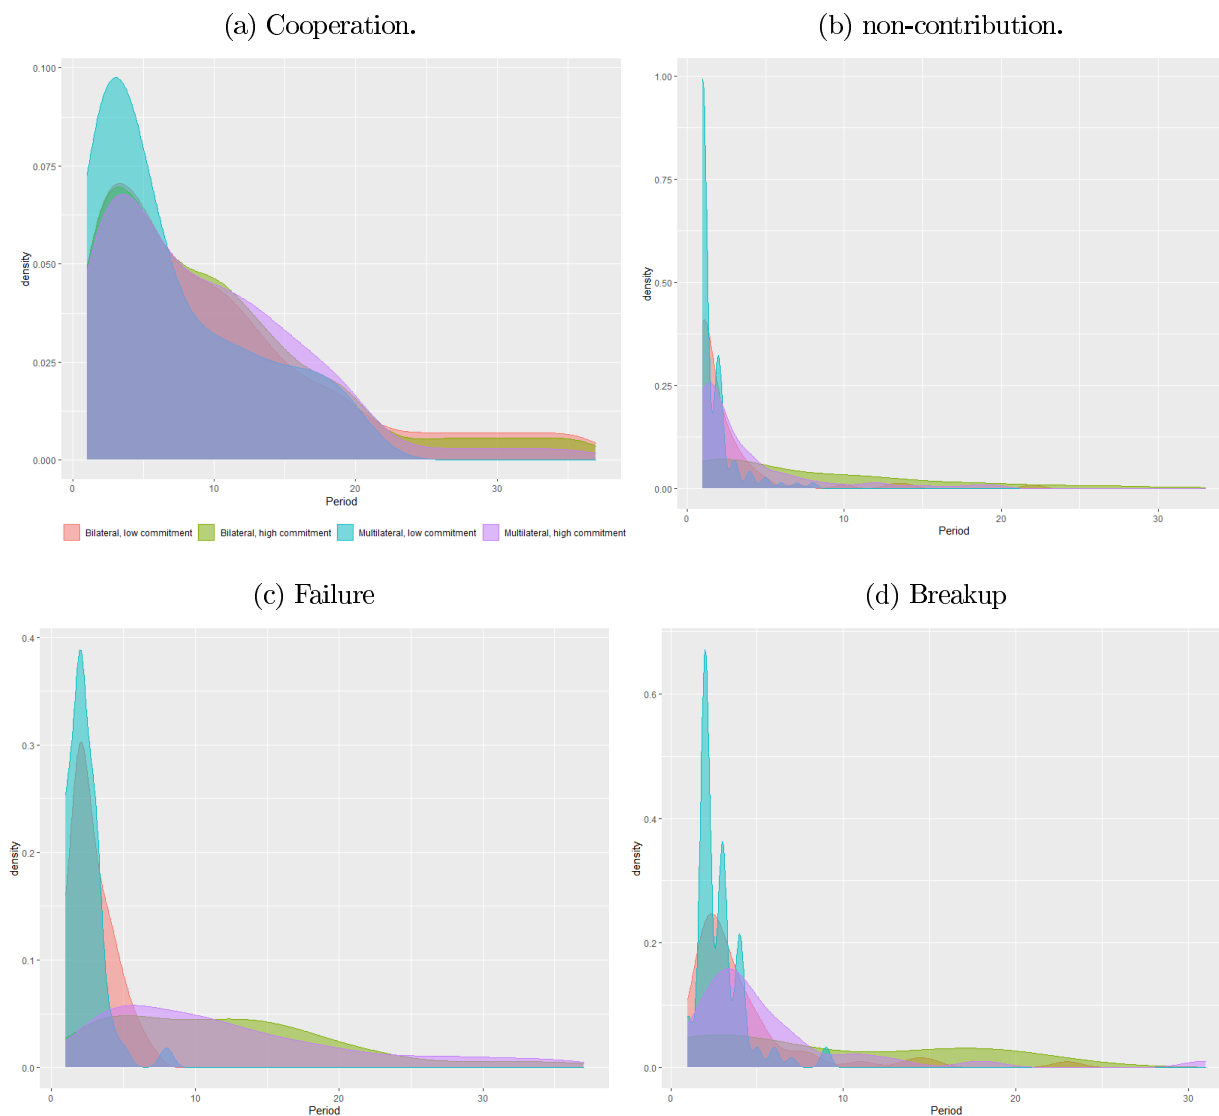 (a) Cooperation.
0.100
0.075
0.050
0.025
0.000
density
0 10 20 30
Period
Bilateral, low commitment Bilateral, high commitment Multilateral, low commitment Multilateral, high commitment
(b) non-contribution.
1.00
0.75
0.50
0.25
0.00
density
0 10 20 30
Period
(c) Failure
0.4
0.3
0.2
0.1
0.0
density
0 10 20 30
Period
(d) Breakup
0.6
0.4
0.2
0.0
density
0 10 20 30
Period